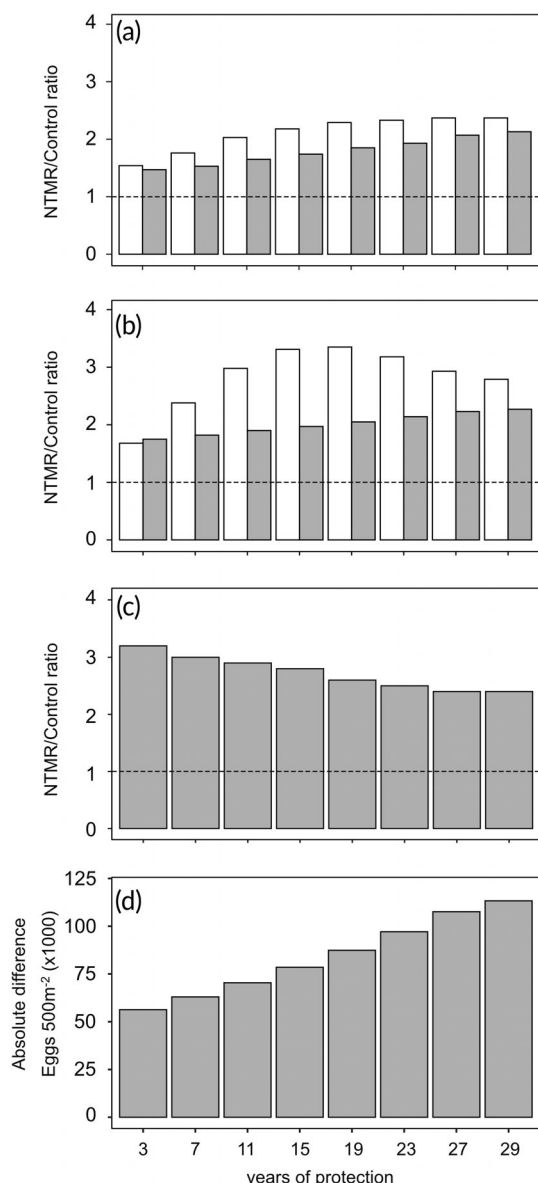 (a)
NTMR/Control ratio
4
3
2
1
0
(b)
NTMR/Control ratio
4
3
2
1
0
(c)
NTMR/Control ratio
4
3
2
1
0
(d)
Absolute difference
Eggs 500m⁻² (x1000)
125
100
75
50
25
0
3 7 11 15 19 23 27 29
years of protection